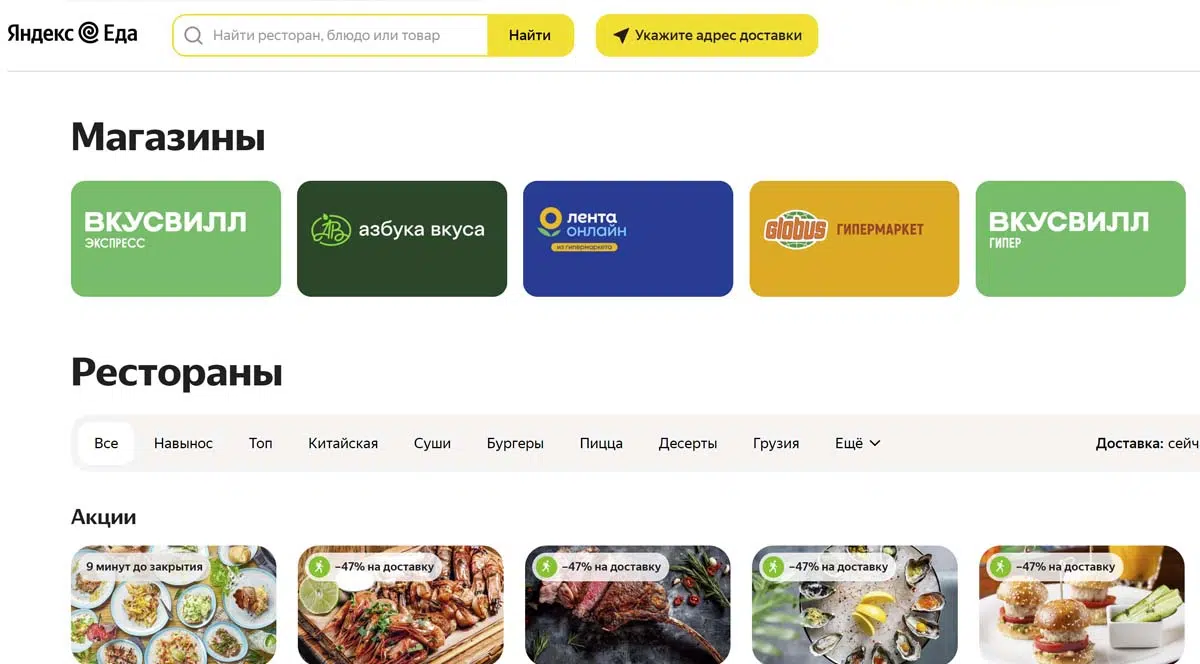 Яндекс Еда
Найти ресторан, блюдо или товар
Найти
Укажите адрес доставки
Магазины
ВКУСВИЛЛ
ЭКСПРЕСС
АВ азбука вкуса
лента
онлайн
из гипермаркета
Globus ГИПЕРМАРКЕТ
ВКУСВИЛЛ
ГИПЕР
Рестораны
Все Навынос Топ Китайская Суши Бургеры Пицца Десерты Грузия Ещё Доставка: сейч
Акции
9 минут до закрытия
−47% на доставку
−47% на доставку
−47% на доставку
−47% на доставку